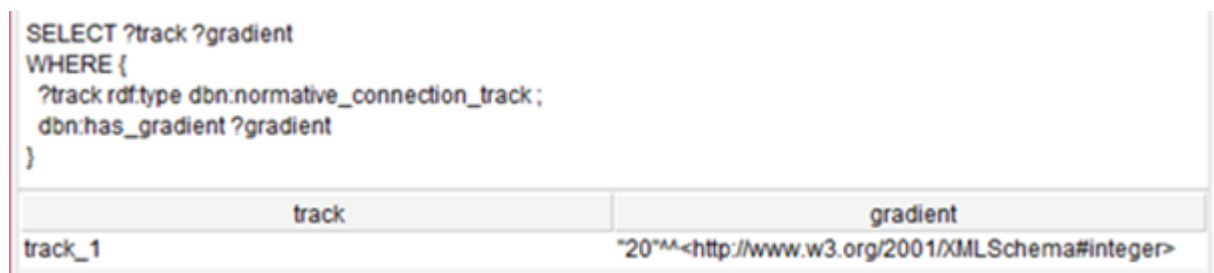 SELECT ?track ?gradient
WHERE {
?track rdf:type dbn:normative_connection_track ;
dbn:has_gradient ?gradient
}
track gradient
track_1 "20"^^<http://www.w3.org/2001/XMLSchema#integer>